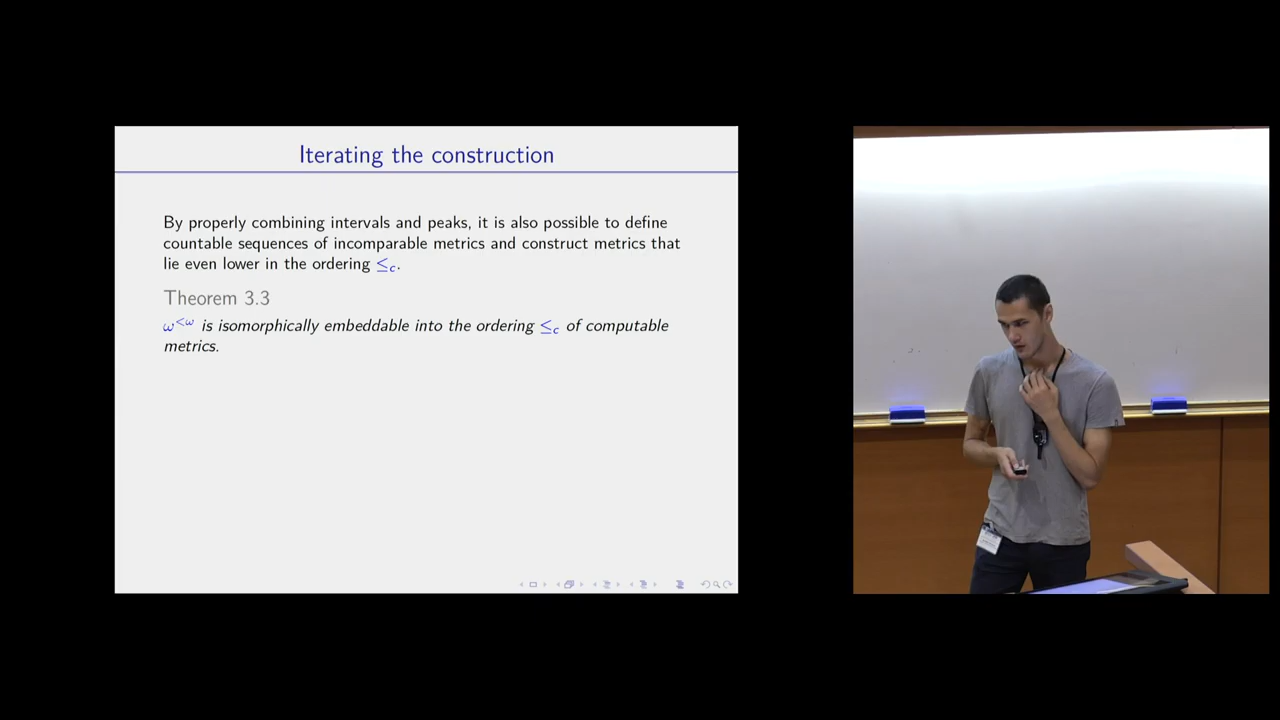 Iterating the construction
By properly combining intervals and peaks, it is also possible to define
countable sequences of incomparable metrics and construct metrics that
lie even lower in the ordering ≤c.
Theorem 3.3
ω^<ω is isomorphically embeddable into the ordering ≤c of computable
metrics.